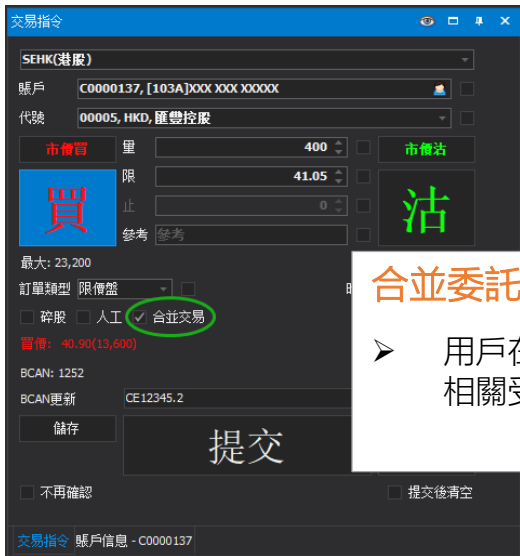 交易指令
SEHK(港股)
賬戶 C0000137, [103A]XXX XXX XXXXX
代號 00005, HKD, 匯豐控股
市價買 量 400 市價沽
買 限 41.05 沽
止 0
參考 參考
最大: 23,200
訂單類型 限價盤
碎股 人工 合並交易
買價: 40.90(13,600)
BCAN: 1252
BCAN更新 CE12345.2
儲存 提交
不再確認 提交後清空
交易指令 賬戶信息 - C0000137
合並委託
➤ 用戶在
相關受